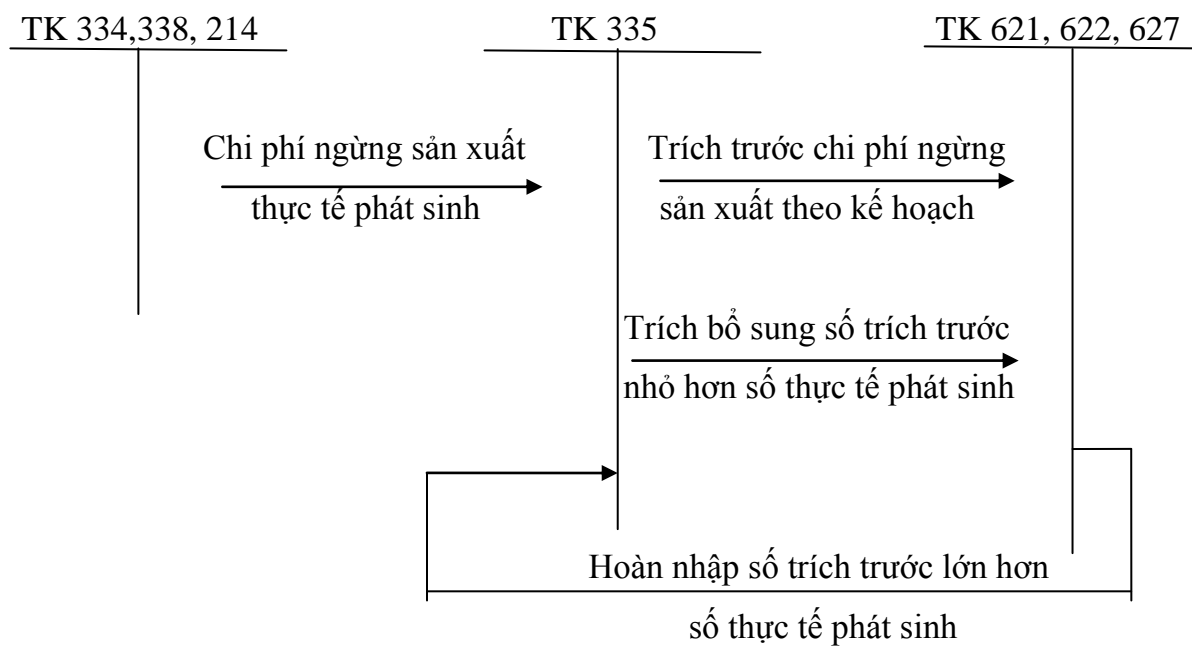 TK 334,338, 214
TK 335
TK 621, 622, 627
Chi phí ngừng sản xuất
thực tế phát sinh
Trích trước chi phí ngừng
sản xuất theo kế hoạch
Trích bổ sung số trích trước
nhỏ hơn số thực tế phát sinh
Hoàn nhập số trích trước lớn hơn
số thực tế phát sinh